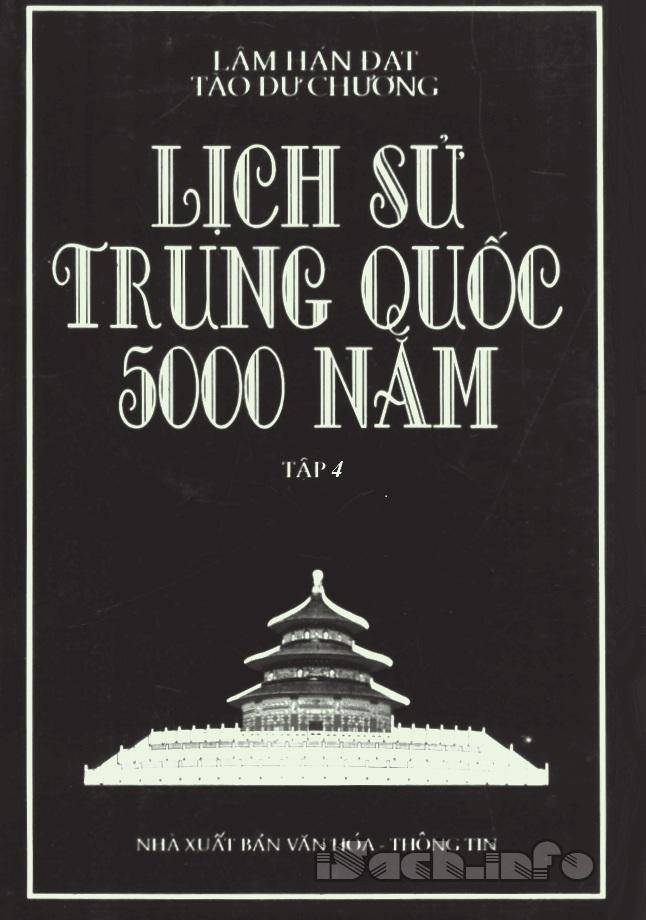 LÂM HÁN ĐẠT
TÀO DƯ CHƯƠNG
LỊCH SỬ
TRUNG QUỐC
5000 NĂM
TẬP 4
NHÀ XUẤT BẢN VĂN HÓA - THÔNG TIN
iSach.info